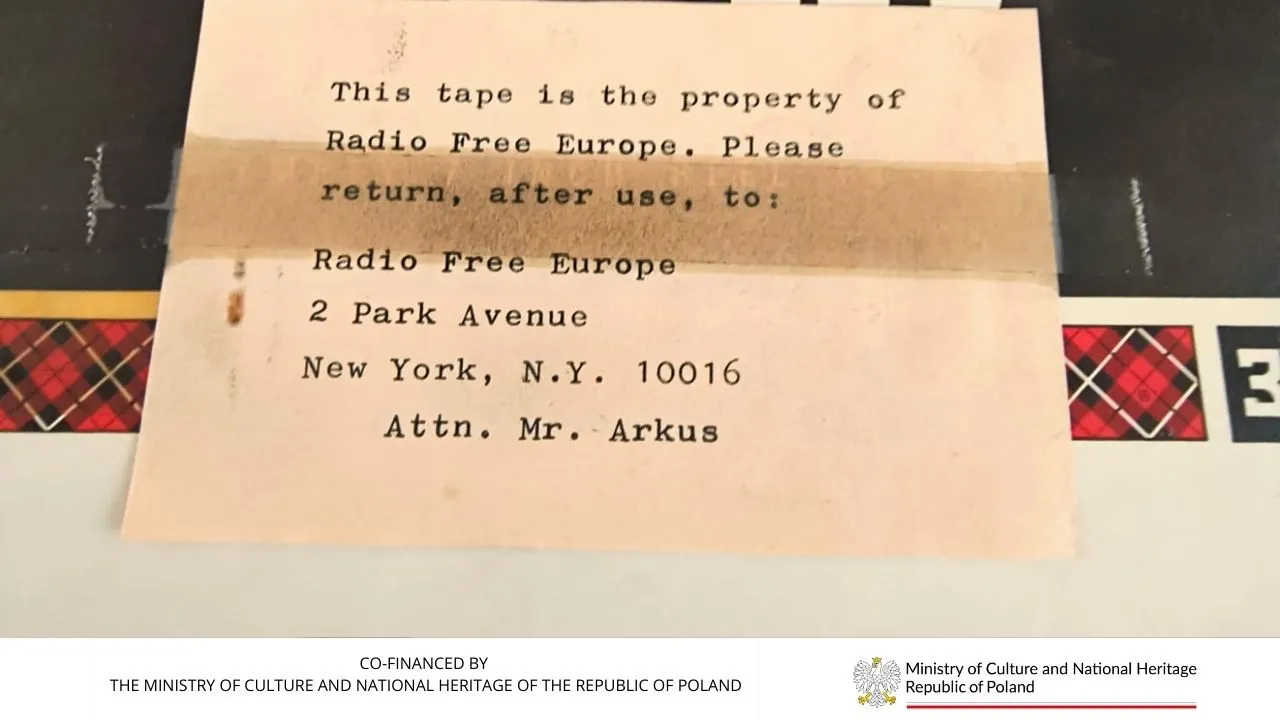 This tape is the property of
Radio Free Europe. Please
return, after use, to:
Radio Free Europe
2 Park Avenue
New York, N.Y. 10016
Attn. Mr. Arkus
3
CO-FINANCED BY
THE MINISTRY OF CULTURE AND NATIONAL HERITAGE OF THE REPUBLIC OF POLAND
Ministry of Culture and National Heritage
Republic of Poland